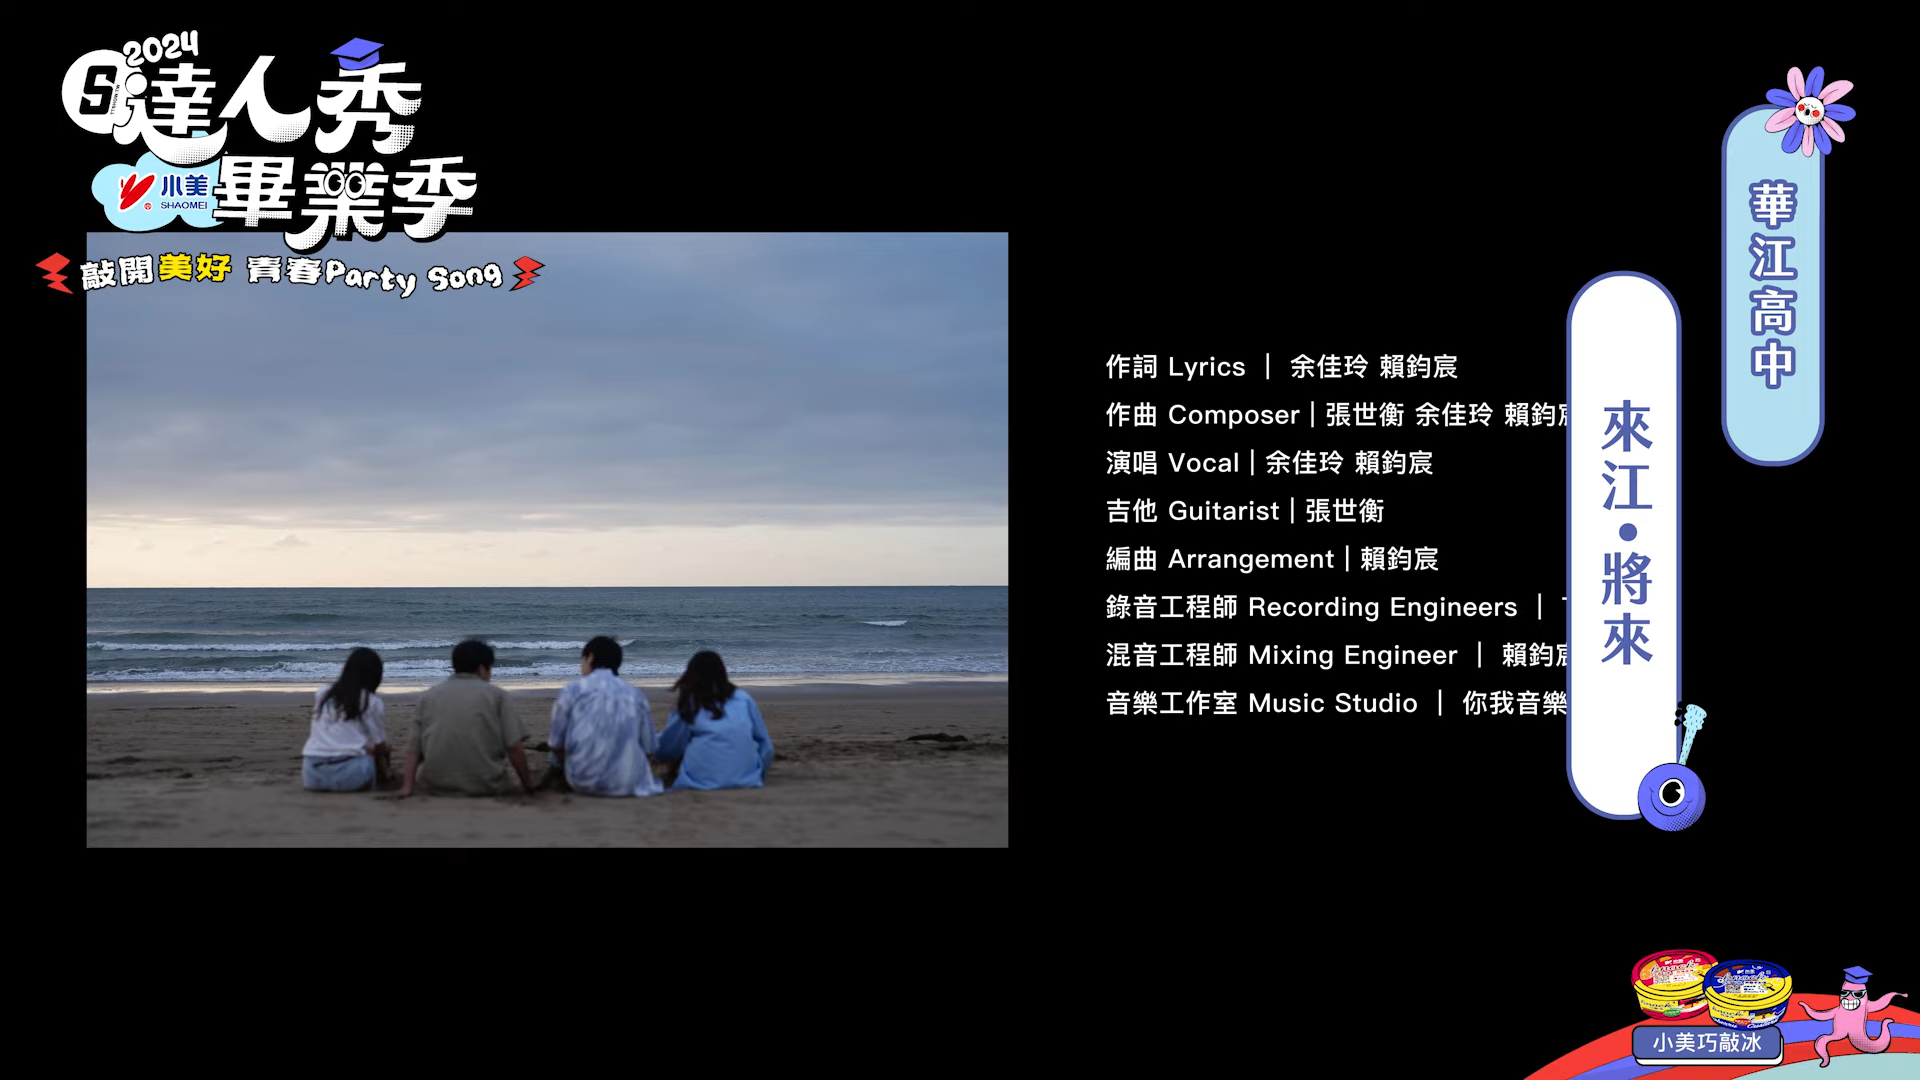 2024
S 達人秀
小美 SHAOMEI 畢業季
敲開美好 青春Party Song
作詞 Lyrics ｜ 余佳玲 賴鈞宸
作曲 Composer｜張世衡 余佳玲 賴鈞
演唱 Vocal｜余佳玲 賴鈞宸
吉他 Guitarist｜張世衡
編曲 Arrangement｜賴鈞宸
錄音工程師 Recording Engineers ｜
混音工程師 Mixing Engineer ｜ 賴鈞
音樂工作室 Music Studio ｜ 你我音樂
來江•將來
華江高中
小美巧敲冰